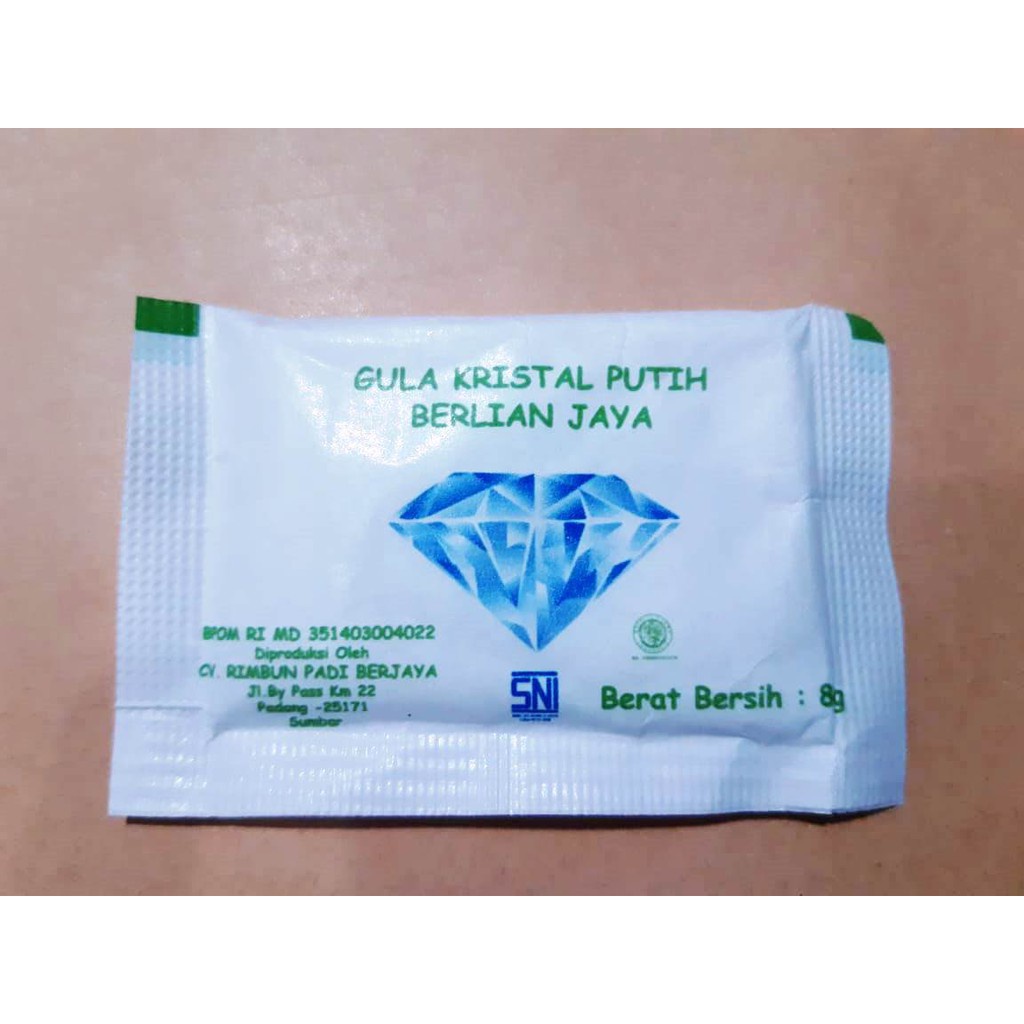 GULA KRISTAL PUTIH
BERLIAN JAYA
BPOM RI MD 351403004022
Diproduksi Oleh
CV. RIMBUN PADI BERJAYA
Jl.By Pass Km 22
Padang -25171
Sumbar
SNI
Berat Bersih : 8g